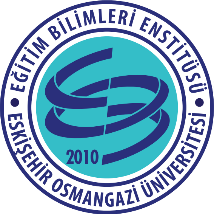 EĞİTİM BİLİMLERİ ENSTİTÜSÜ
ESKİŞEHİR OSMANGAZİ ÜNİVERSİTESİ
2010